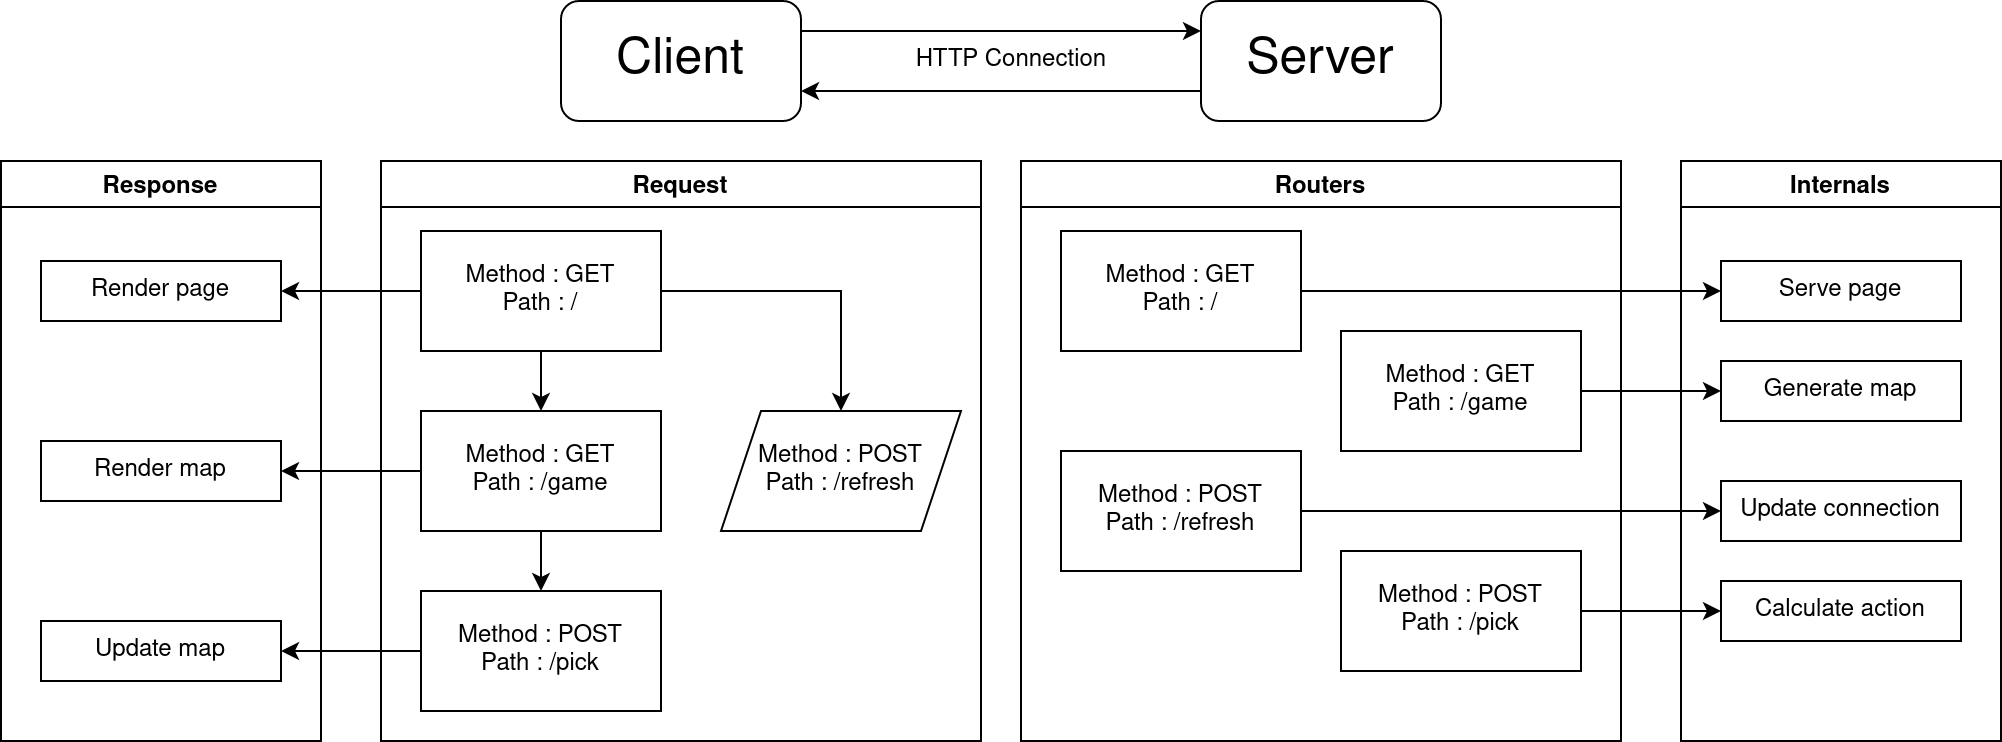 Client
HTTP Connection
Server
Response
Render page
Render map
Update map
Request
Method : GET
Path : /
Method : GET
Path : /game
Method : POST
Path : /refresh
Method : POST
Path : /pick
Routers
Method : GET
Path : /
Method : GET
Path : /game
Method : POST
Path : /refresh
Method : POST
Path : /pick
Internals
Serve page
Generate map
Update connection
Calculate action